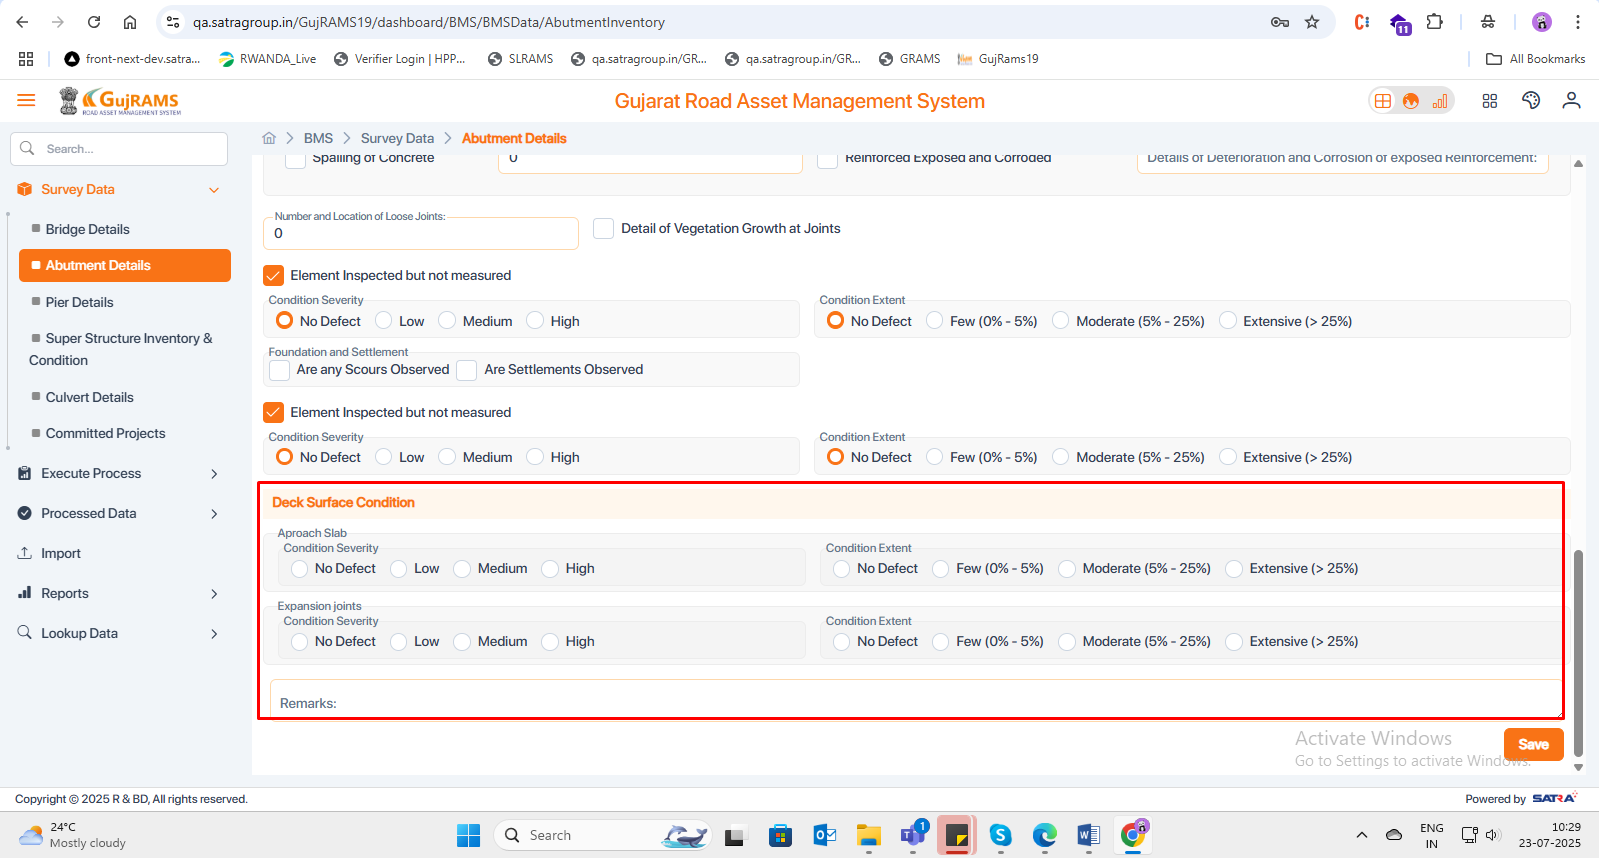 qa.satragroup.in/GujRAMS19/dashboard/BMS/BMSData/AbutmentInventory
11
front-next-dev.satra...
RWANDA_Live
Verifier Login | HPP...
SLRAMS
qa.satragroup.in/GR...
qa.satragroup.in/GR...
GRAMS
GujRams19
All Bookmarks
GujRAMS
ROAD ASSET MANAGEMENT SYSTEM
Gujarat Road Asset Management System
Search...
BMS
Survey Data
Abutment Details
Survey Data
Bridge Details
Abutment Details
Pier Details
Super Structure Inventory &
Condition
Culvert Details
Committed Projects
Execute Process
Processed Data
Import
Reports
Lookup Data
Spalling of Concrete
0
Reinforced Exposed and Corroded
Details of Deterioration and Corrosion of exposed Reinforcement:
Number and Location of Loose Joints:
0
Detail of Vegetation Growth at Joints
Element Inspected but not measured
Condition Severity
No Defect Low Medium High
Condition Extent
No Defect Few (0% - 5%) Moderate (5% - 25%) Extensive (> 25%)
Foundation and Settlement
Are any Scours Observed Are Settlements Observed
Element Inspected but not measured
Condition Severity
No Defect Low Medium High
Condition Extent
No Defect Few (0% - 5%) Moderate (5% - 25%) Extensive (> 25%)
Deck Surface Condition
Aproach Slab
Condition Severity
No Defect Low Medium High
Condition Extent
No Defect Few (0% - 5%) Moderate (5% - 25%) Extensive (> 25%)
Expansion joints
Condition Severity
No Defect Low Medium High
Condition Extent
No Defect Few (0% - 5%) Moderate (5% - 25%) Extensive (> 25%)
Remarks:
Activate Windows
Go to Settings to activate Windows.
Save
Copyright © 2025 R & BD, All rights reserved.
Powered by SATRA
24°C
Mostly cloudy
Search
1
ENG
IN
10:29
23-07-2025